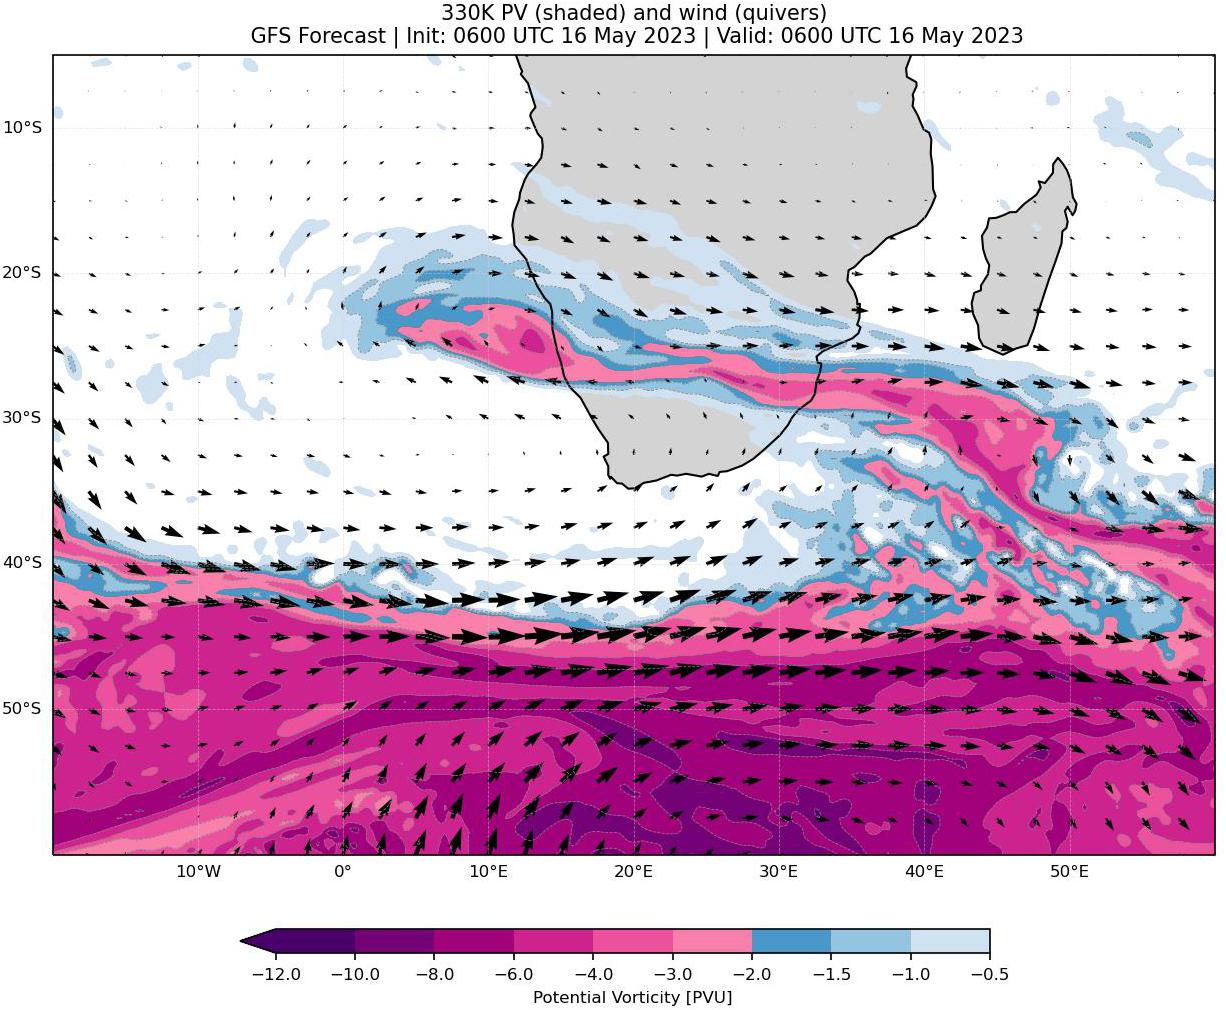 330K PV (shaded) and wind (quivers)
GFS Forecast | Init: 0600 UTC 16 May 2023 | Valid: 0600 UTC 16 May 2023
10°S
20°S
30°S
40°S
50°S
10°W 0° 10°E 20°E 30°E 40°E 50°E
−12.0 −10.0 −8.0 −6.0 −4.0 −3.0 −2.0 −1.5 −1.0 −0.5
Potential Vorticity [PVU]